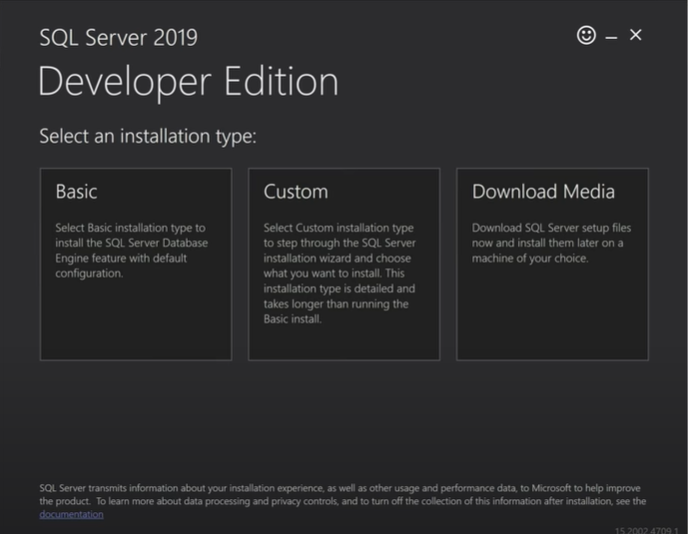 SQL Server 2019
Developer Edition
Select an installation type:
Basic
Select Basic installation type to
install the SQL Server Database
Engine feature with default
configuration.
Custom
Select Custom installation type
to step through the SQL Server
installation wizard and choose
what you want to install. This
installation type is detailed and
takes longer than running the
Basic install.
Download Media
Download SQL Server setup files
now and install them later on a
machine of your choice.
SQL Server transmits information about your installation experience, as well as other usage and performance data, to Microsoft to help improve
the product.  To learn more about data processing and privacy controls, and to turn off the collection of this information after installation, see the
documentation
15.2002.4709.1